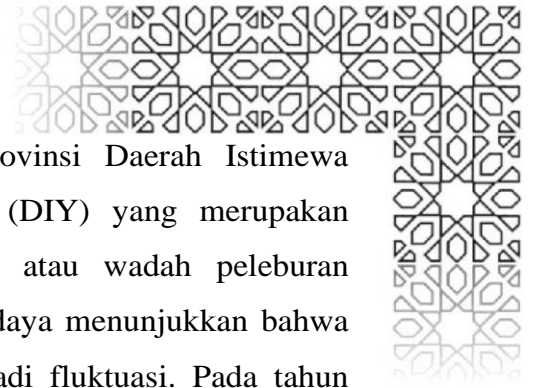 ovinsi Daerah Istimewa
(DIY) yang merupakan
atau wadah peleburan
daya menunjukkan bahwa
adi fluktuasi. Pada tahun